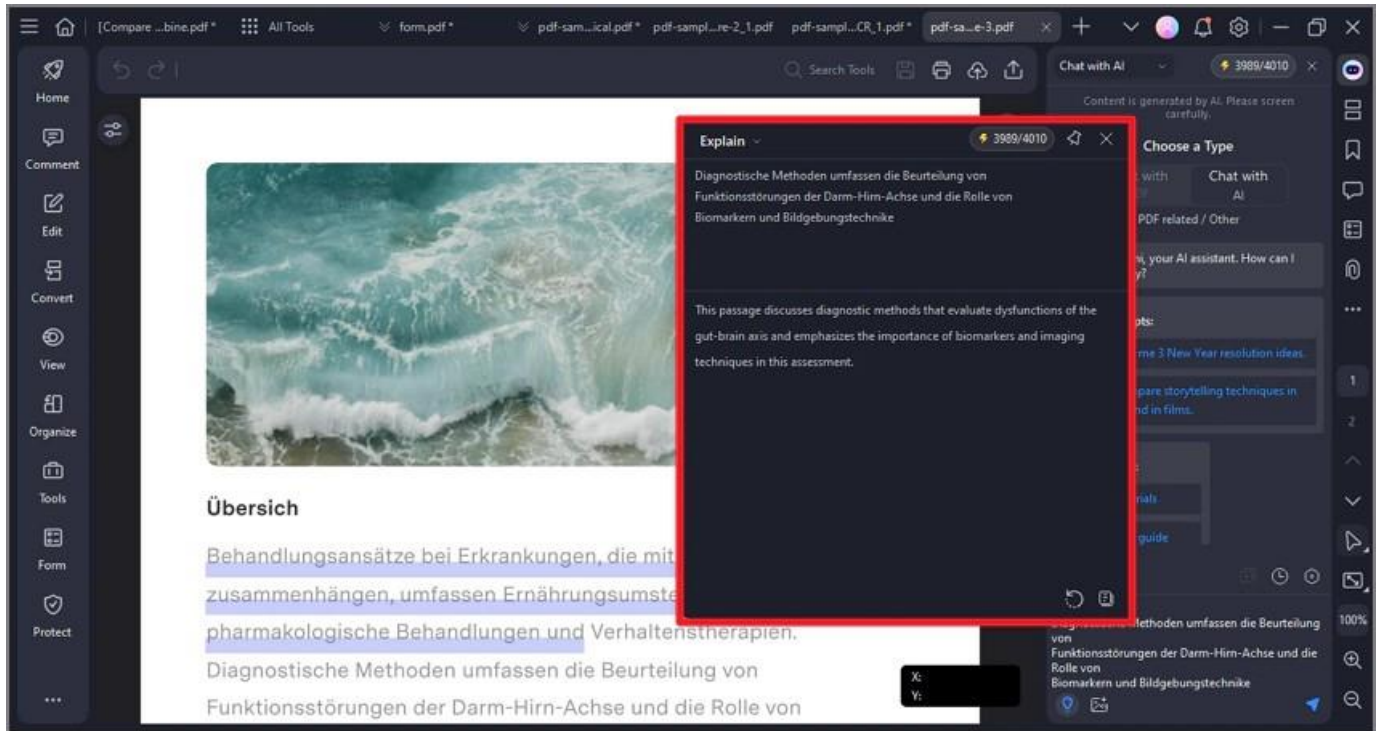 [Compare ...bine.pdf *
All Tools
form.pdf *
pdf-sam...ical.pdf *
pdf-sampl...re-2_1.pdf
pdf-sampl...CR_1.pdf *
pdf-sa...e-3.pdf
Search Tools
Home
Comment
Edit
Convert
View
Organize
Tools
Form
Protect
Übersich
Behandlungsansätze bei Erkrankungen, die mit
zusammenhängen, umfassen Ernährungsumste
pharmakologische Behandlungen und Verhaltenstherapien.
Diagnostische Methoden umfassen die Beurteilung von
Funktionsstörungen der Darm-Hirn-Achse und die Rolle von
X:
Y:
Explain
3989/4010
Diagnostische Methoden umfassen die Beurteilung von
Funktionsstörungen der Darm-Hirn-Achse und die Rolle von
Biomarkern und Bildgebungstechnike
This passage discusses diagnostic methods that evaluate dysfunctions of the
gut-brain axis and emphasizes the importance of biomarkers and imaging
techniques in this assessment.
Chat with AI
3989/4010
Content is generated by AI. Please screen
carefully.
Choose a Type
with
Chat with
AI
PDF related / Other
, your AI assistant. How can I
pts:
me 3 New Year resolution ideas.
pare storytelling techniques in
nd in films.
rials
guide
Methoden umfassen die Beurteilung
von
Funktionsstörungen der Darm-Hirn-Achse und die
Rolle von
Biomarkern und Bildgebungstechnike
1
2
100%